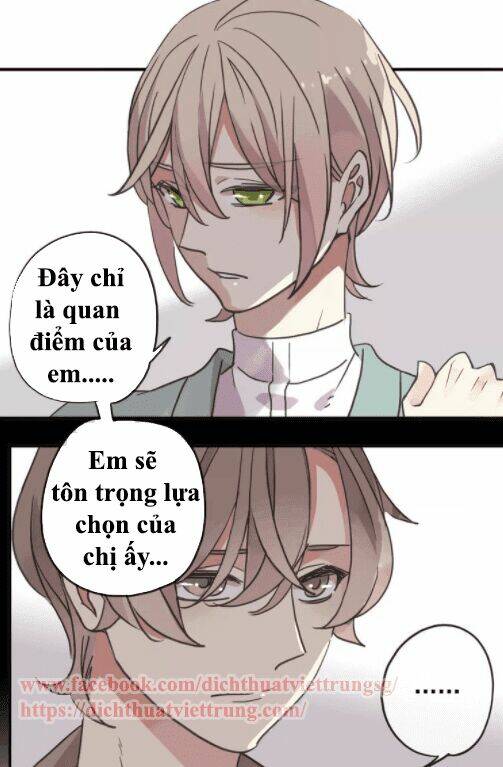 Đây chỉ
là quan
điểm của
em.....
Em sẽ
tôn trọng lựa
chọn của
chị ấy...
......
www.facebook.com/dichthuatviettrungsg/
https://dichthuatviettrung.com/